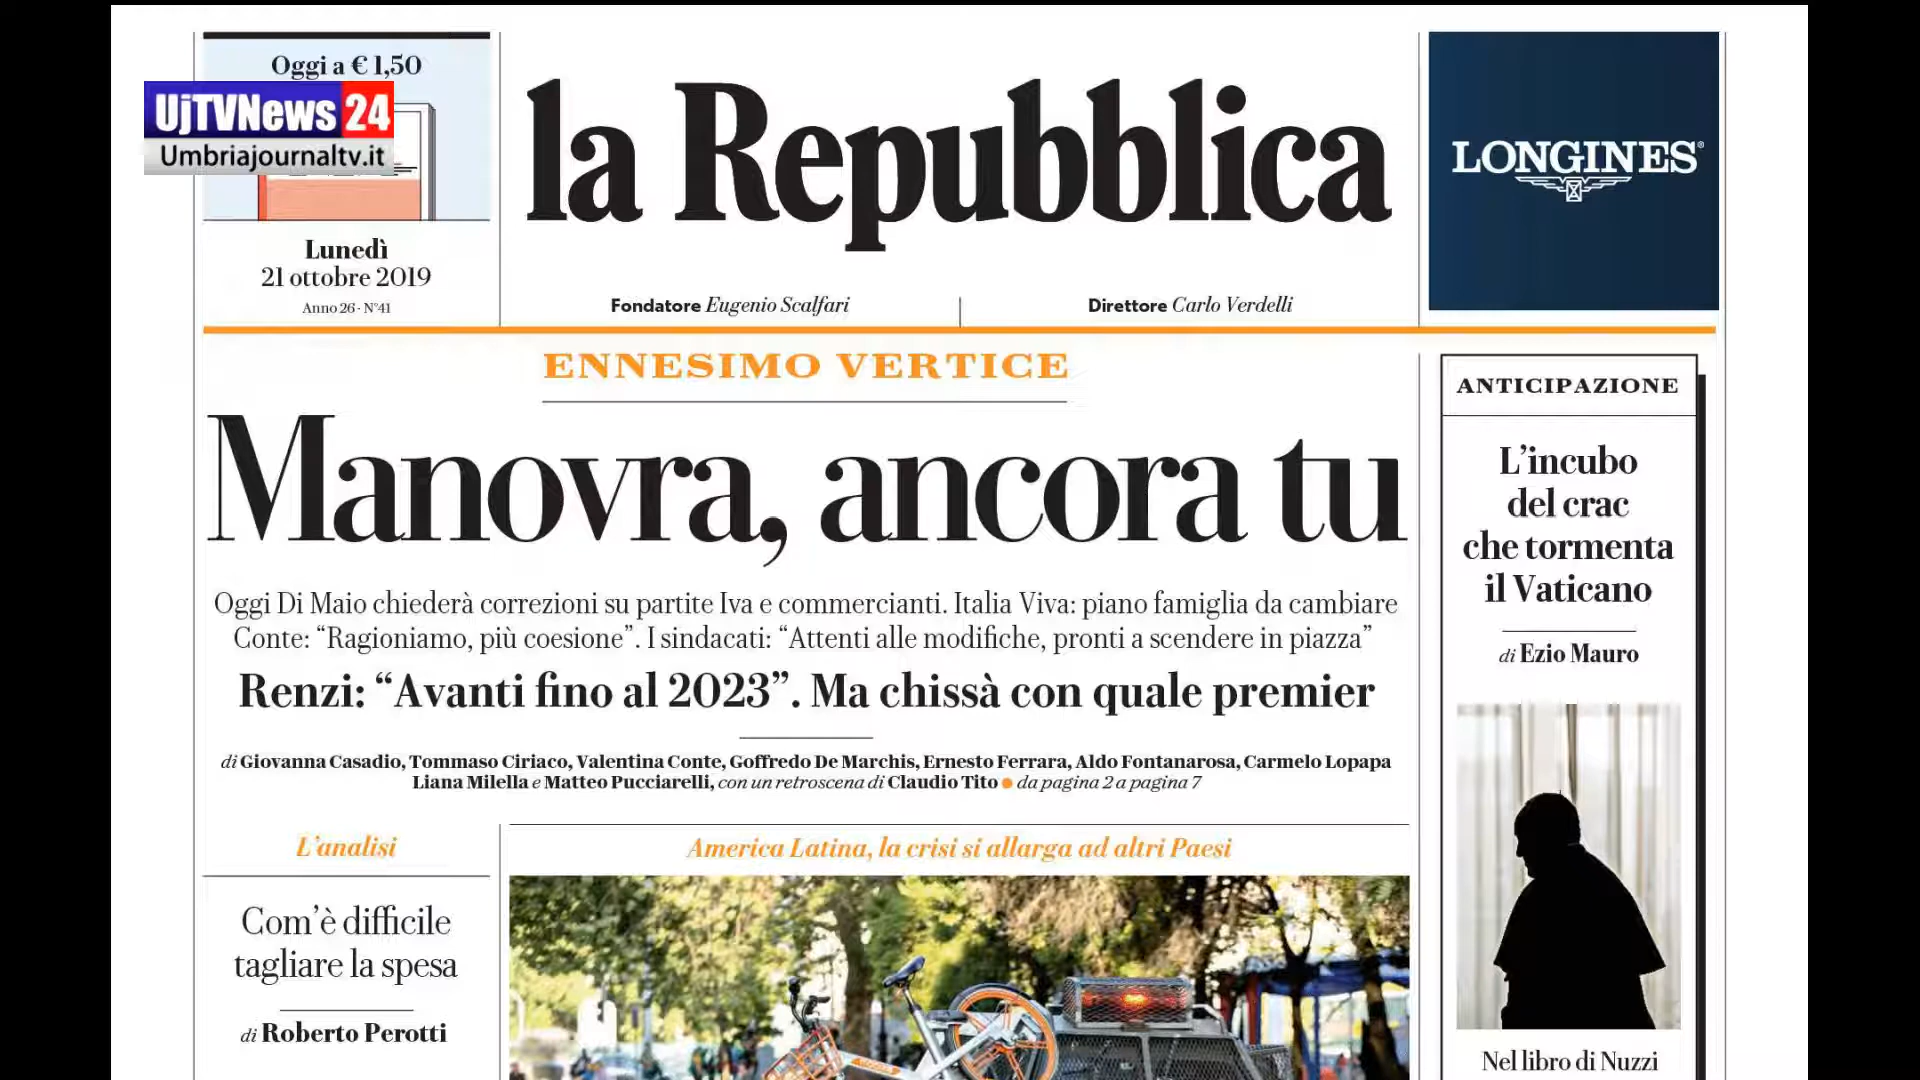 Oggi a € 1,50
UjTVNews 24
Umbriajournaltv.it
Lunedì
21 ottobre 2019
Anno 26 - N°41
la Repubblica
Fondatore Eugenio Scalfari
Direttore Carlo Verdelli
LONGINES®
ENNESIMO VERTICE
Manovra, ancora tu
Oggi Di Maio chiederà correzioni su partite Iva e commercianti. Italia Viva: piano famiglia da cambiare
Conte: “Ragioniamo, più coesione”. I sindacati: “Attenti alle modifiche, pronti a scendere in piazza”
Renzi: “Avanti fino al 2023”. Ma chissà con quale premier
di Giovanna Casadio, Tommaso Ciriaco, Valentina Conte, Goffredo De Marchis, Ernesto Ferrara, Aldo Fontanarosa, Carmelo Lopapa
Liana Milella e Matteo Pucciarelli, con un retroscena di Claudio Tito ● da pagina 2 a pagina 7
L’analisi
Com’è difficile
tagliare la spesa
di Roberto Perotti
America Latina, la crisi si allarga ad altri Paesi
ANTICIPAZIONE
L’incubo
del crac
che tormenta
il Vaticano
di Ezio Mauro
Nel libro di Nuzzi